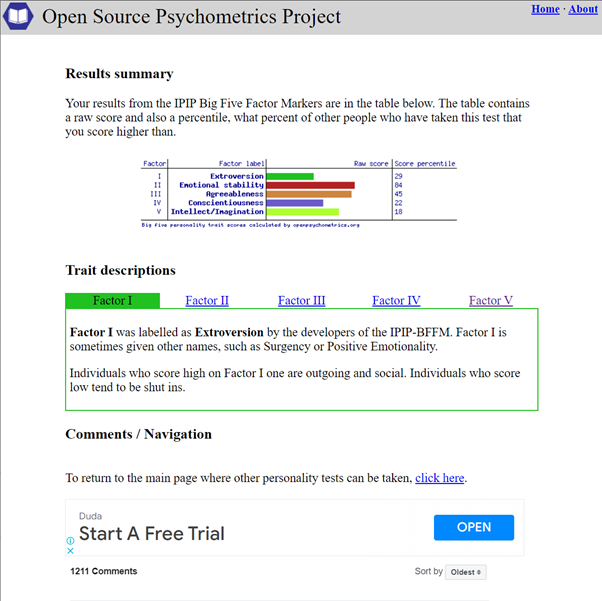 Open Source Psychometrics Project
Home · About
Results summary
Your results from the IPIP Big Five Factor Markers are in the table below. The table contains
a raw score and also a percentile, what percent of other people who have taken this test that
you score higher than.
Factor Factor label Raw score Score percentile
I Extroversion 29
II Emotional stability 84
III Agreeableness 45
IV Conscientiousness 22
V Intellect/Imagination 18
Big five personality trait scores calculated by openpsychometrics.org
Trait descriptions
Factor I Factor II Factor III Factor IV Factor V
Factor I was labelled as Extroversion by the developers of the IPIP-BFFM. Factor I is
sometimes given other names, such as Surgency or Positive Emotionality.
Individuals who score high on Factor I one are outgoing and social. Individuals who score
low tend to be shut ins.
Comments / Navigation
To return to the main page where other personality tests can be taken, click here.
Duda
Start A Free Trial
OPEN
1211 Comments
Sort by Oldest